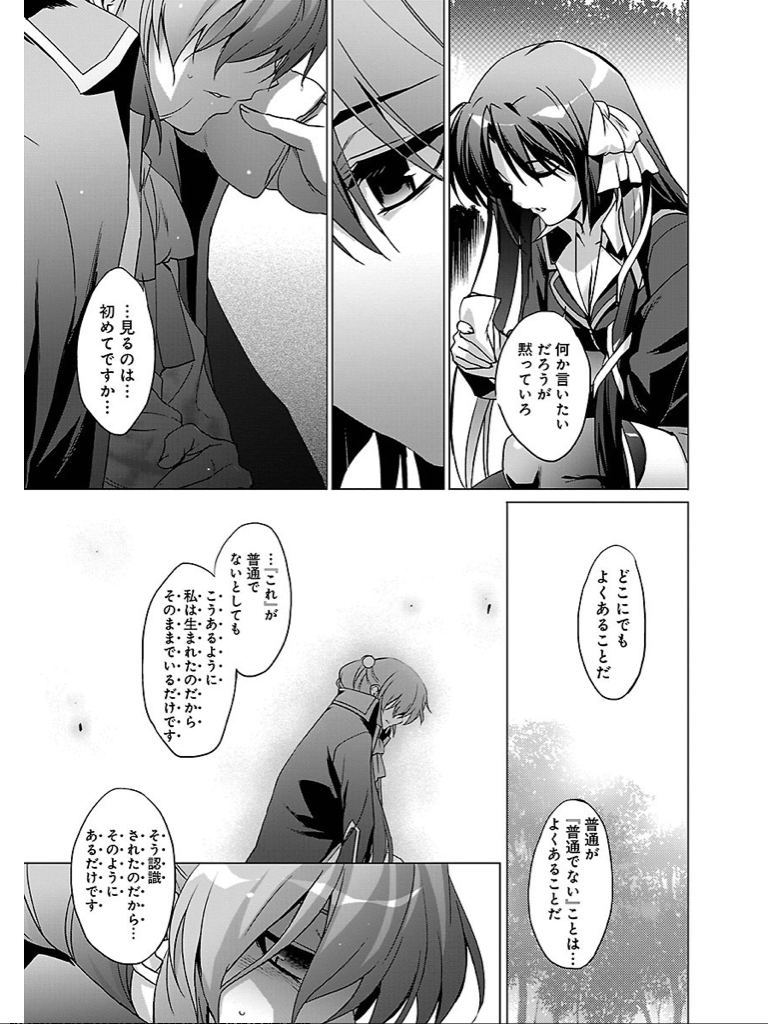 何か言いたい
だろうが
黙っていろ
…見るのは…
初めてですか…
どこにでも
よくあることだ
普通が
『普通でない』ことは…
よくあることだ
…『これ』が
普通で
ないとしても
こうあるように
私は生まれたのだから
そのままでいるだけです
そう認識
されたのだから…
そのように
あるだけです